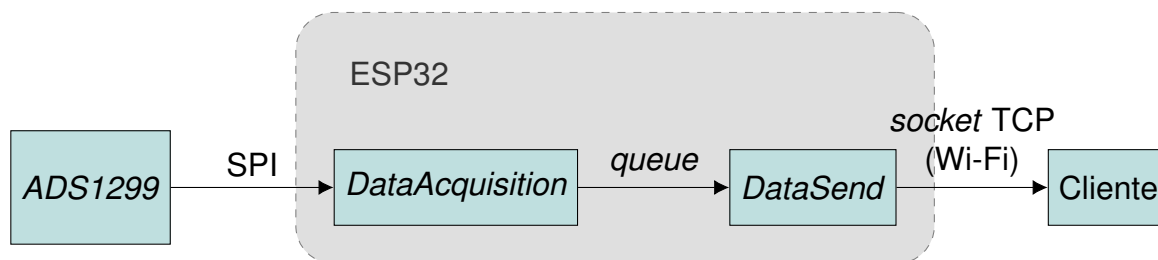 ESP32
ADS1299
SPI
DataAcquisition
queue
DataSend
socket TCP
(Wi-Fi)
Cliente